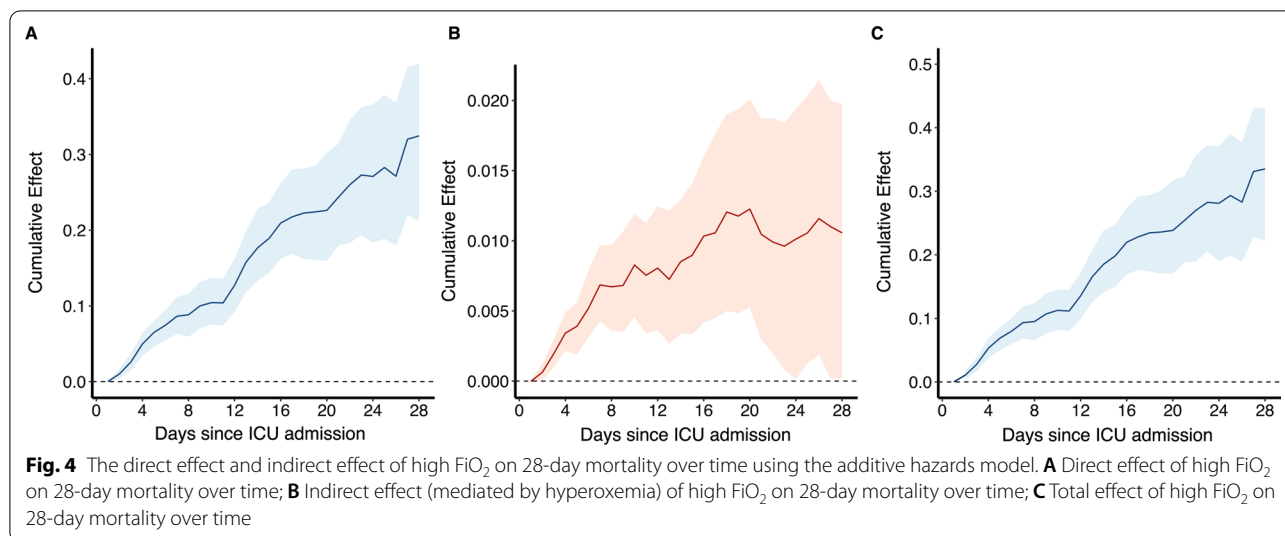 A
B
C
Cumulative Effect
0.4
0.3
0.2
0.1
0.0
0 4 8 12 16 20 24 28
Days since ICU admission
Cumulative Effect
0.020
0.015
0.010
0.005
0.000
0 4 8 12 16 20 24 28
Days since ICU admission
Cumulative Effect
0.5
0.4
0.3
0.2
0.1
0.0
0 4 8 12 16 20 24 28
Days since ICU admission
Fig. 4 The direct effect and indirect effect of high FiO₂ on 28-day mortality over time using the additive hazards model. A Direct effect of high FiO₂
on 28-day mortality over time; B Indirect effect (mediated by hyperoxemia) of high FiO₂ on 28-day mortality over time; C Total effect of high FiO₂ on
28-day mortality over time